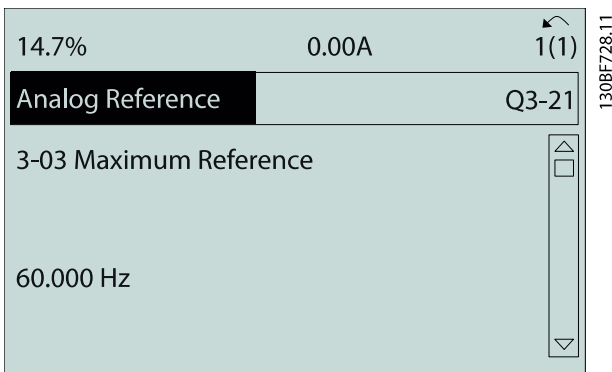 14.7% 0.00A 1(1)
Analog Reference Q3-21
3-03 Maximum Reference
60.000 Hz
130BF728.11